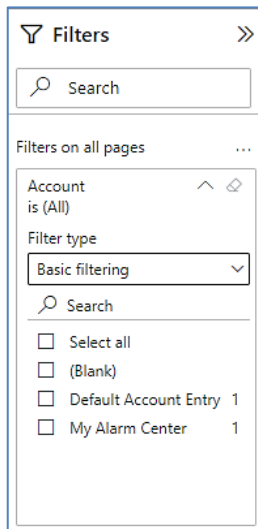 Filters
Search
Filters on all pages ...
Account
is (All)
Filter type
Basic filtering
Search
Select all
(Blank)
Default Account Entry 1
My Alarm Center 1